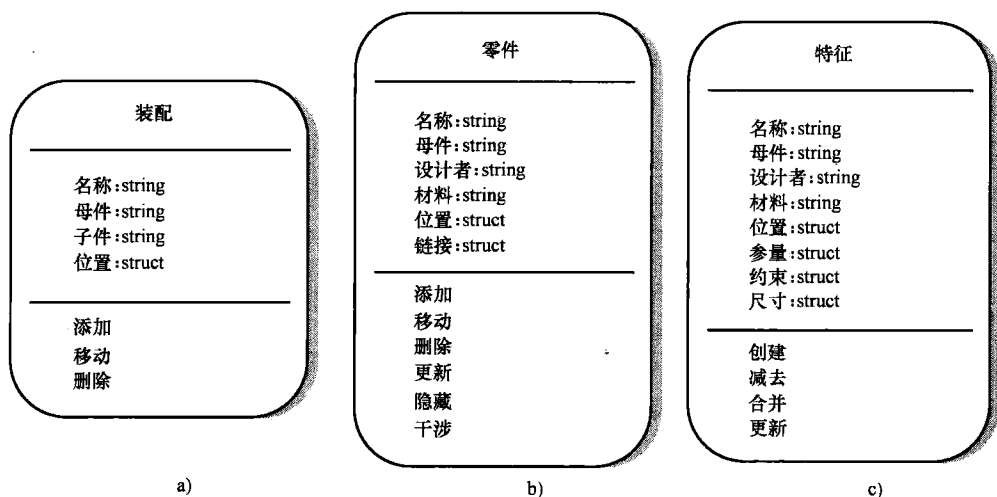 装配
名称:string
母件:string
子件:string
位置:struct
添加
移动
删除
a)
零件
名称:string
母件:string
设计者:string
材料:string
位置:struct
链接:struct
添加
移动
删除
更新
隐藏
干涉
b)
特征
名称:string
母件:string
设计者:string
材料:string
位置:struct
参量:struct
约束:struct
尺寸:struct
创建
减去
合并
更新
c)